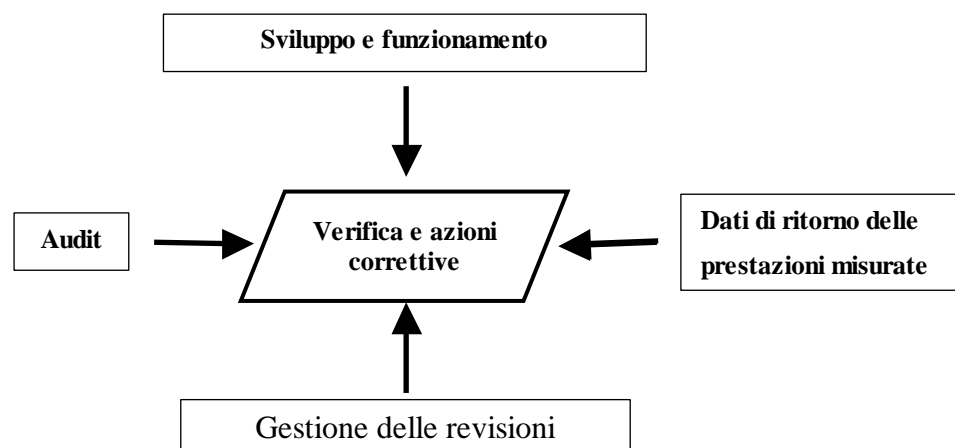 Sviluppo e funzionamento
Audit
Verifica e azioni
correttive
Dati di ritorno delle
prestazioni misurate
Gestione delle revisioni